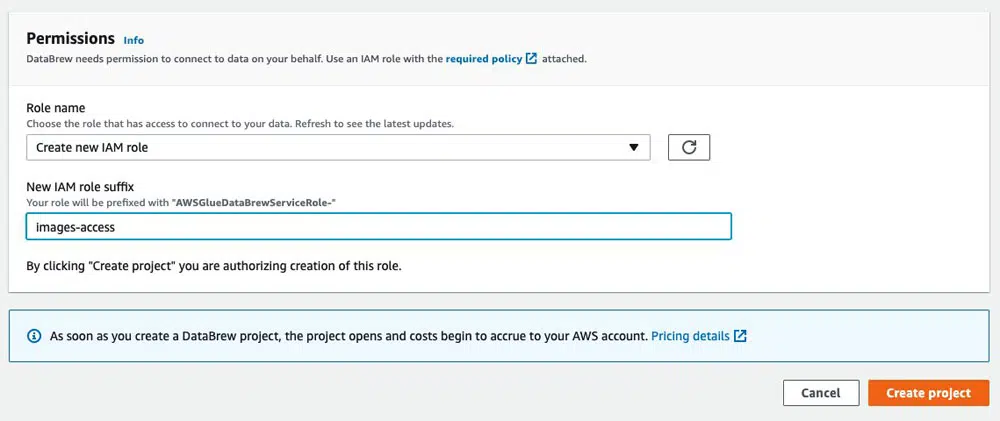 Permissions Info
DataBrew needs permission to connect to data on your behalf. Use an IAM role with the required policy attached.
Role name
Choose the role that has access to connect to your data. Refresh to see the latest updates.
Create new IAM role
New IAM role suffix
Your role will be prefixed with "AWSGlueDataBrewServiceRole-"
images-access
By clicking "Create project" you are authorizing creation of this role.
As soon as you create a DataBrew project, the project opens and costs begin to accrue to your AWS account. Pricing details
Cancel Create project